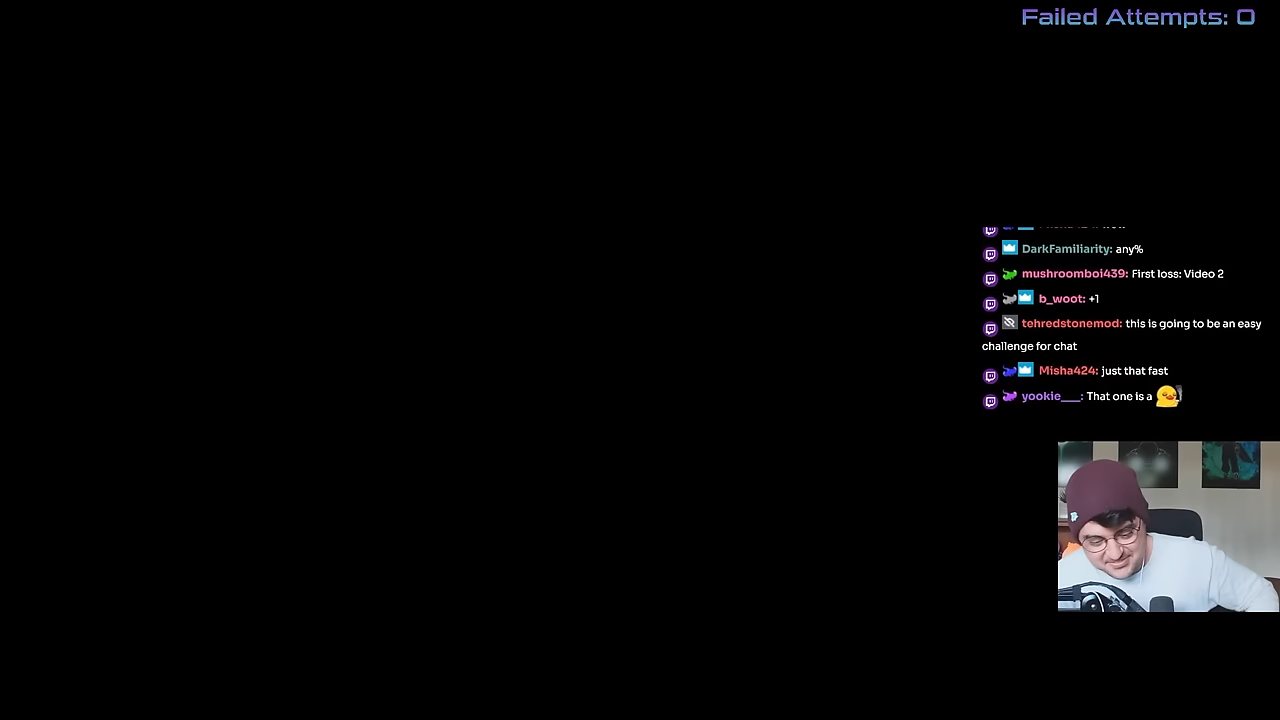 Failed Attempts: 0
DarkFamiliarity: any%
mushroomboi439: First loss: Video 2
b_woot: +1
tehredstonemod: this is going to be an easy
challenge for chat
Misha424: just that fast
yookie___: That one is a